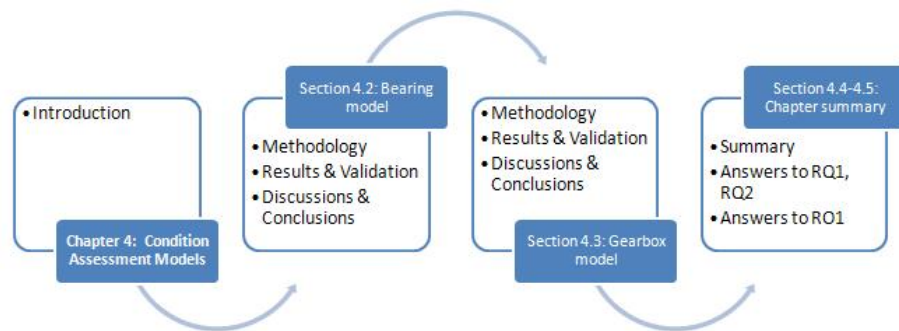 • Introduction
Chapter 4: Condition
Assessment Models
Section 4.2: Bearing
model
• Methodology
• Results & Validation
• Discussions &
Conclusions
• Methodology
• Results & Validation
• Discussions &
Conclusions
Section 4.3: Gearbox
model
Section 4.4-4.5:
Chapter summary
• Summary
• Answers to RQ1,
RQ2
• Answers to RO1